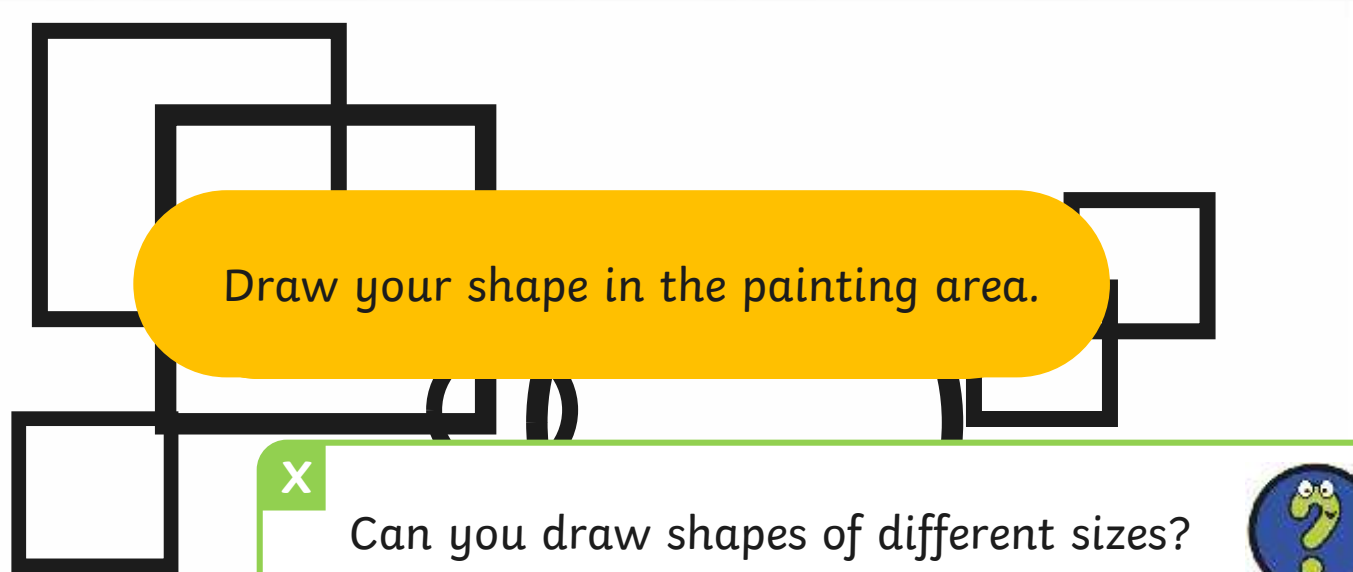 Draw your shape in the painting area.
X
Can you draw shapes of different sizes?
?